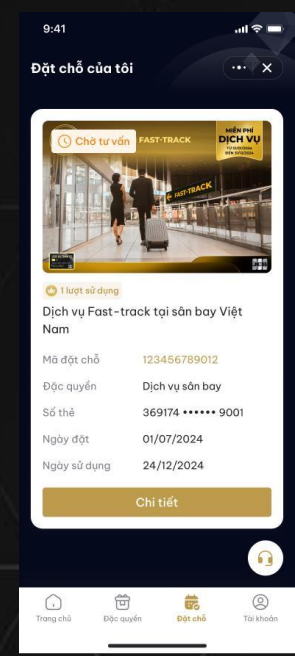 9:41
Đặt chỗ của tôi
Chờ tư vấn
FAST-TRACK
MIỄN PHÍ
DỊCH VỤ
← FAST-TRACK
1 lượt sử dụng
Dịch vụ Fast-track tại sân bay Việt
Nam
Mã đặt chỗ 123456789012
Đặc quyền Dịch vụ sân bay
Số thẻ 369174 •••••• 9001
Ngày đặt 01/07/2024
Ngày sử dụng 24/12/2024
Chi tiết
Trang chủ Đặc quyền Đặt chỗ Tài khoản